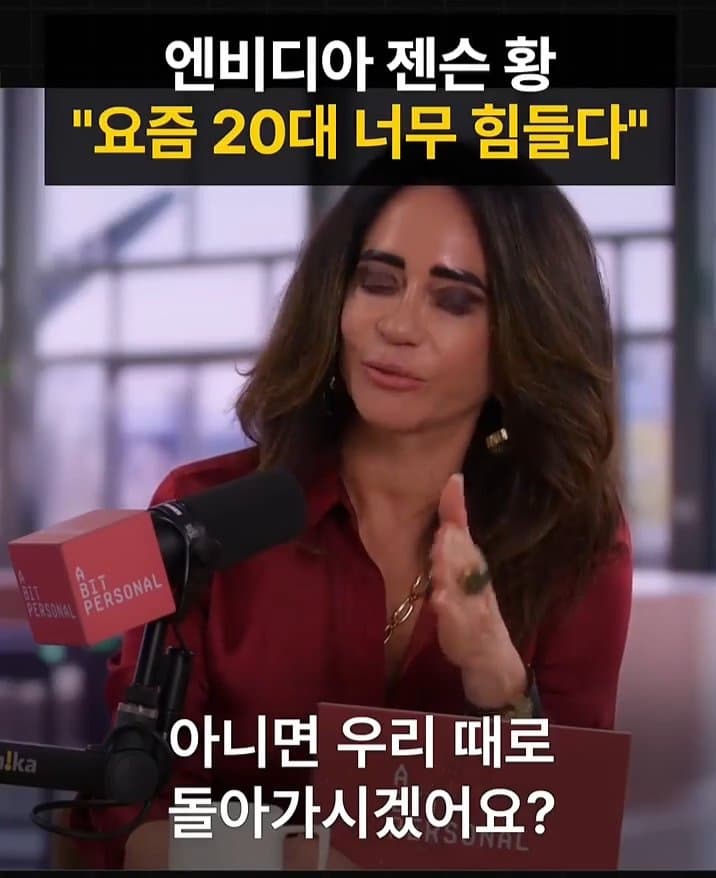 엔비디아 젠슨 황
"요즘 20대 너무 힘들다"
A
BIT
PERSONAL
A
BIT
PERSONAL
아니면 우리 때로
돌아가시겠어요?
A